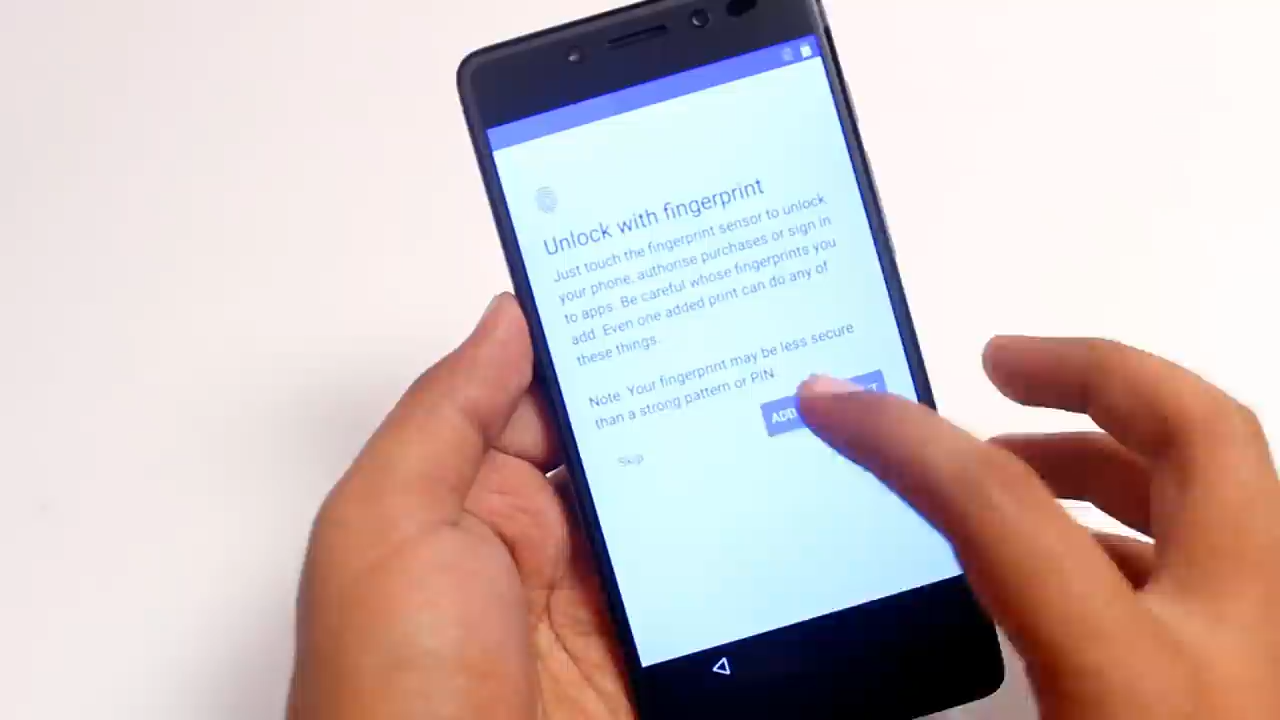 Unlock with fingerprint
Just touch the fingerprint sensor to unlock
your phone, authorise purchases or sign in
to apps. Be careful whose fingerprints you
add. Even one added print can do any of
these things.
Note: Your fingerprint may be less secure
than a strong pattern or PIN
ADD
Skip